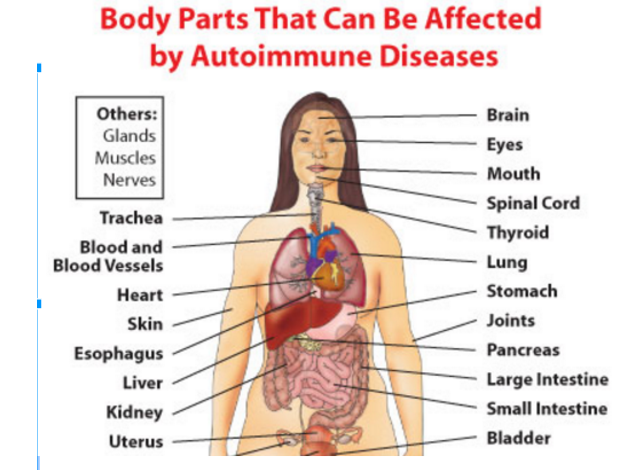 Body Parts That Can Be Affected
by Autoimmune Diseases
Others:
Glands
Muscles
Nerves
Trachea
Blood and
Blood Vessels
Heart
Skin
Esophagus
Liver
Kidney
Uterus
Brain
Eyes
Mouth
Spinal Cord
Thyroid
Lung
Stomach
Joints
Pancreas
Large Intestine
Small Intestine
Bladder